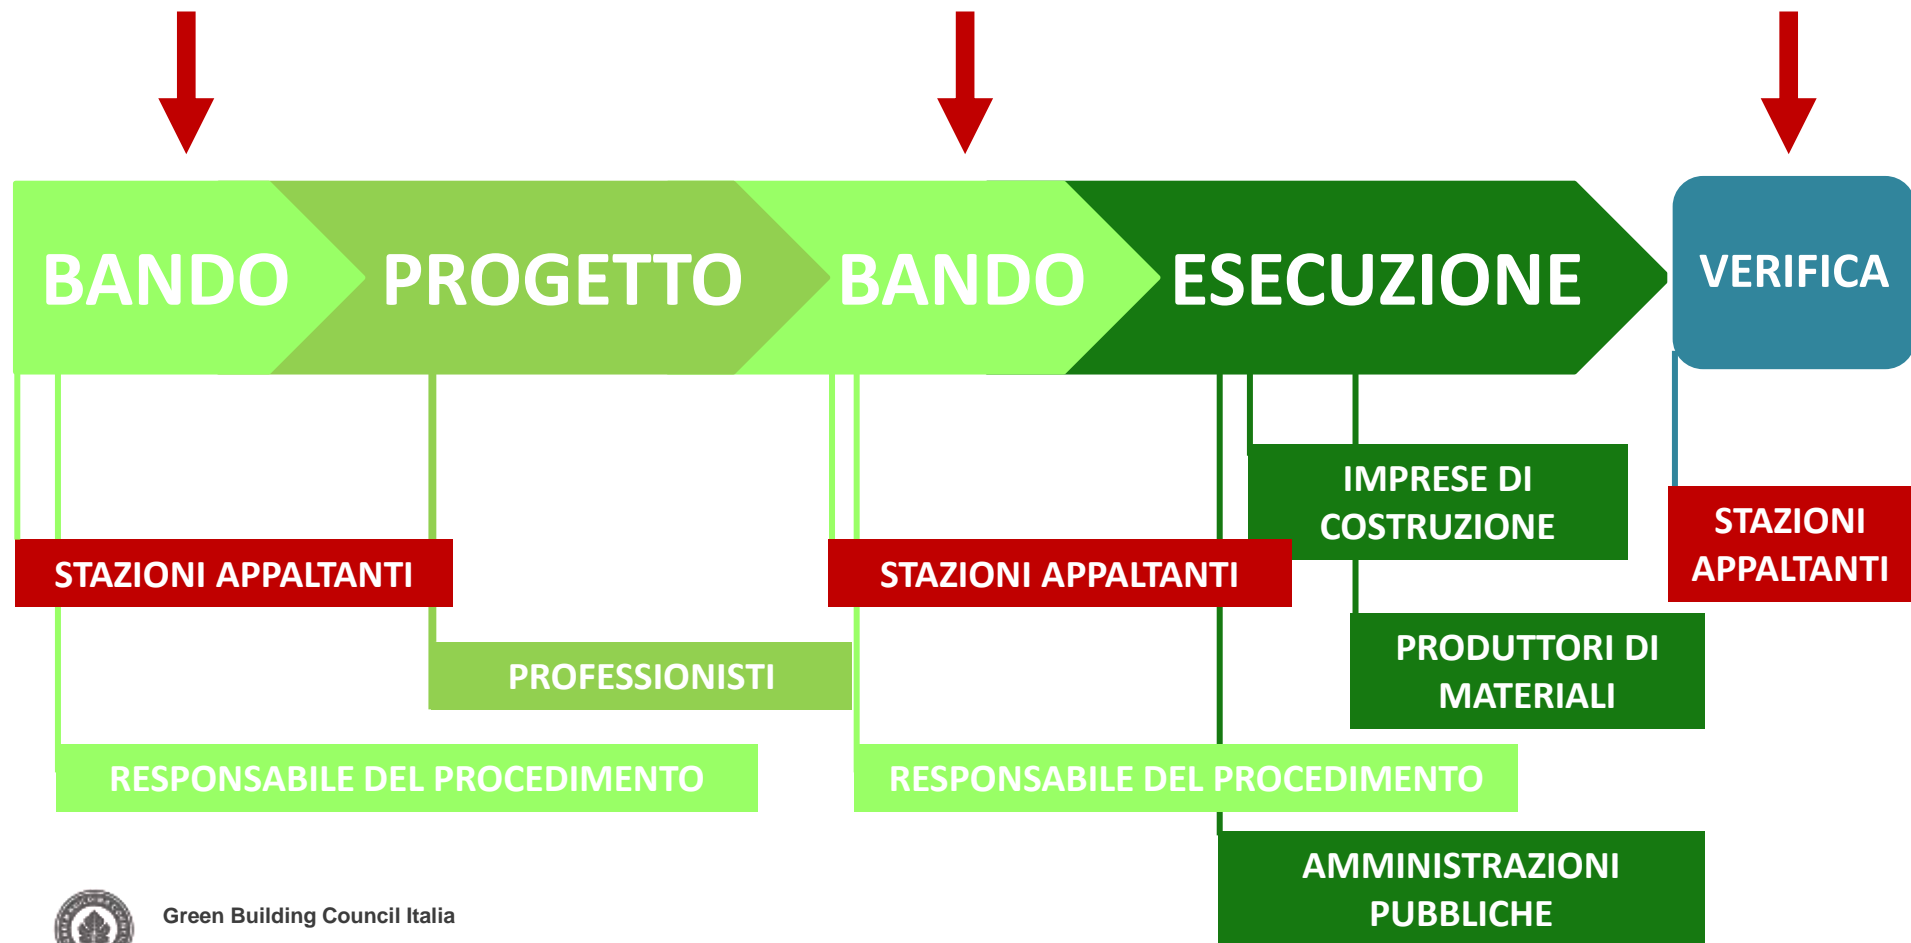 BANDO
PROGETTO
BANDO
ESECUZIONE
VERIFICA
IMPRESE DI
COSTRUZIONE
STAZIONI
APPALTANTI
STAZIONI APPALTANTI
STAZIONI APPALTANTI
PRODUTTORI DI
MATERIALI
PROFESSIONISTI
RESPONSABILE DEL PROCEDIMENTO
RESPONSABILE DEL PROCEDIMENTO
AMMINISTRAZIONI
PUBBLICHE
Green Building Council Italia